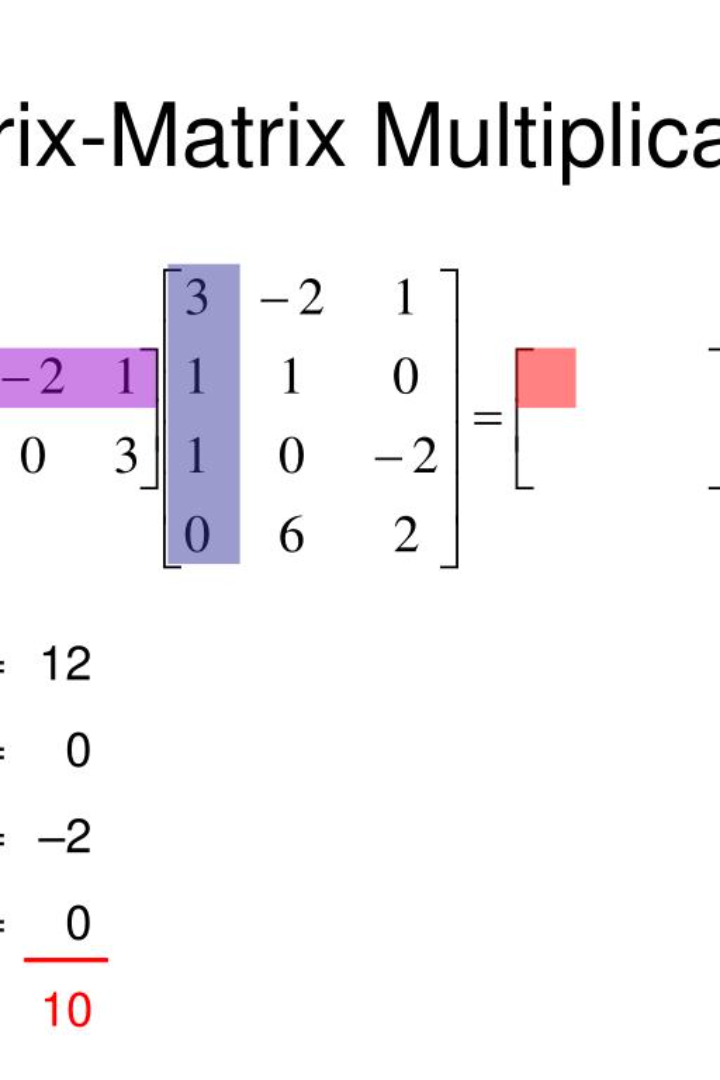 rix-Matrix Multiplica
3 −2 1
−2 1 1 1 0
0 3 1 0 −2 =
0 6 2
= 12
= 0
= −2
= 0
10